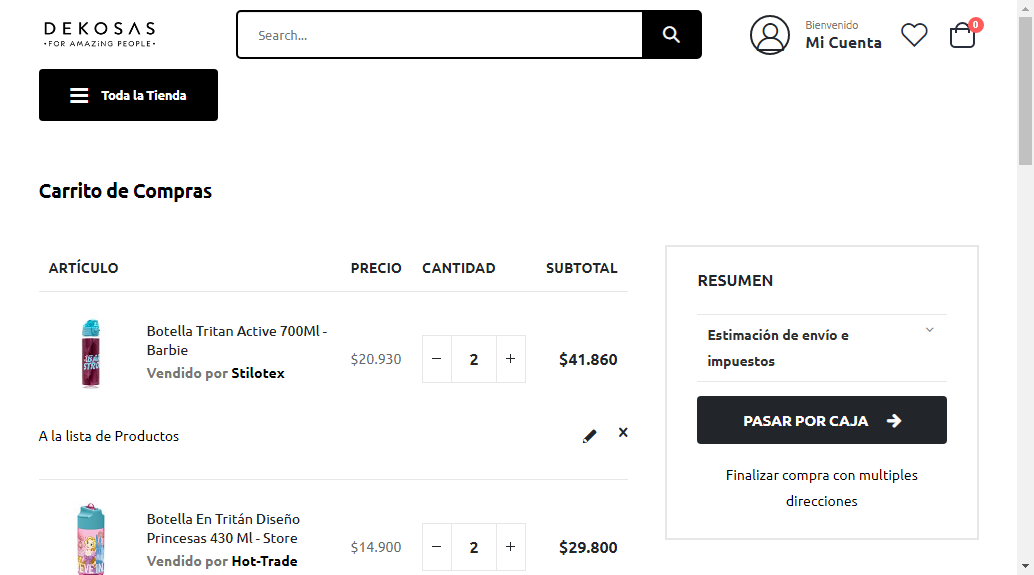 DEKOSAS
•FOR AMAZING PEOPLE•
Search...
Bienvenido
Mi Cuenta
0
Toda la Tienda
Carrito de Compras
ARTÍCULO PRECIO CANTIDAD SUBTOTAL
Botella Tritan Active 700Ml -
Barbie
Vendido por Stilotex
$20.930 − 2 + $41.860
A la lista de Productos
Botella En Tritán Diseño
Princesas 430 Ml - Store
Vendido por Hot-Trade
$14.900 − 2 + $29.800
RESUMEN
Estimación de envío e
impuestos
PASAR POR CAJA
Finalizar compra con multiples
direcciones